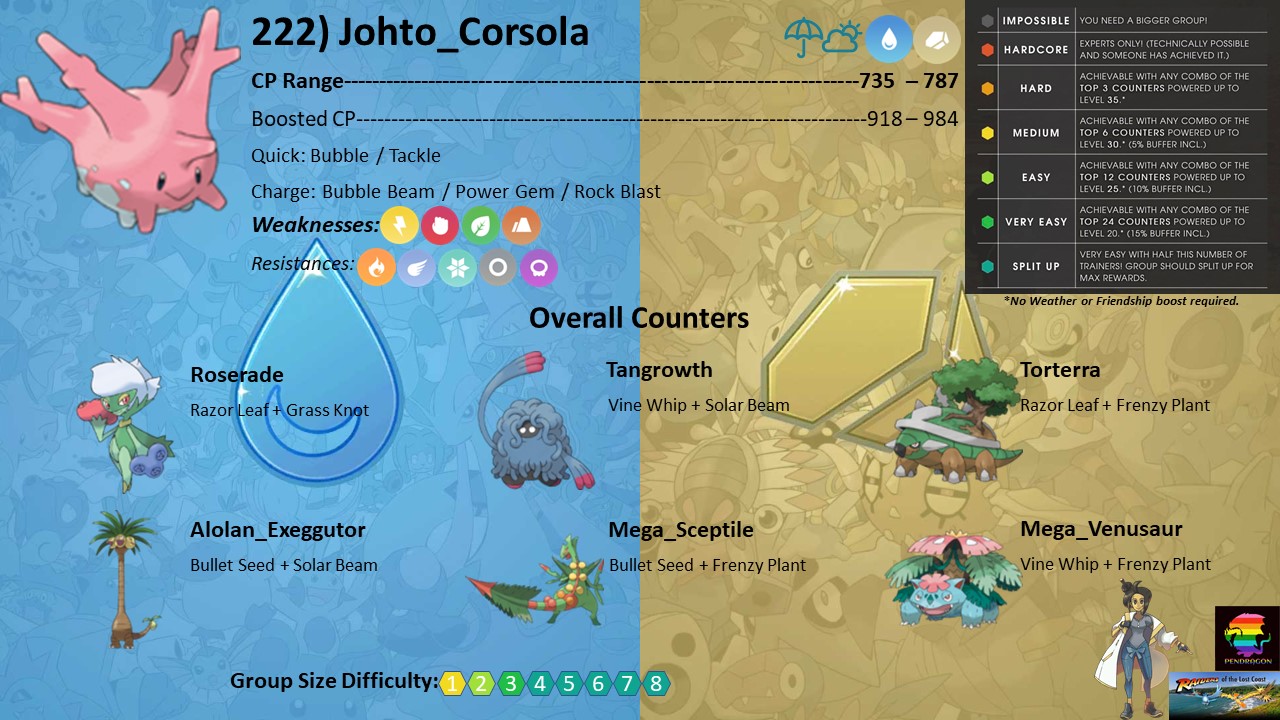 222) Johto_Corsola
CP Range-----------------------------------------------------------------------------735 – 787
Boosted CP-----------------------------------------------------------------------------918 – 984
Quick: Bubble / Tackle
Charge: Bubble Beam / Power Gem / Rock Blast
Weaknesses:
Resistances:
IMPOSSIBLE YOU NEED A BIGGER GROUP!
HARDCORE EXPERTS ONLY! (TECHNICALLY POSSIBLE
AND SOMEONE HAS ACHIEVED IT.)
HARD ACHIEVABLE WITH ANY COMBO OF THE
TOP 3 COUNTERS POWERED UP TO
LEVEL 35.*
MEDIUM ACHIEVABLE WITH ANY COMBO OF THE
TOP 6 COUNTERS POWERED UP TO
LEVEL 30.* (5% BUFFER INCL.)
EASY ACHIEVABLE WITH ANY COMBO OF THE
TOP 12 COUNTERS POWERED UP TO
LEVEL 25.* (10% BUFFER INCL.)
VERY EASY ACHIEVABLE WITH ANY COMBO OF THE
TOP 24 COUNTERS POWERED UP TO
LEVEL 20.* (15% BUFFER INCL.)
SPLIT UP VERY EASY WITH HALF THIS NUMBER OF
TRAINERS! GROUP SHOULD SPLIT UP FOR
MAX REWARDS.
*No Weather or Friendship boost required.
Overall Counters
Roserade
Razor Leaf + Grass Knot
Tangrowth
Vine Whip + Solar Beam
Torterra
Razor Leaf + Frenzy Plant
Alolan_Exeggutor
Bullet Seed + Solar Beam
Mega_Sceptile
Bullet Seed + Frenzy Plant
Mega_Venusaur
Vine Whip + Frenzy Plant
Group Size Difficulty: 1 2 3 4 5 6 7 8
PENDRAGON
RAIDERS of the Lost Coast